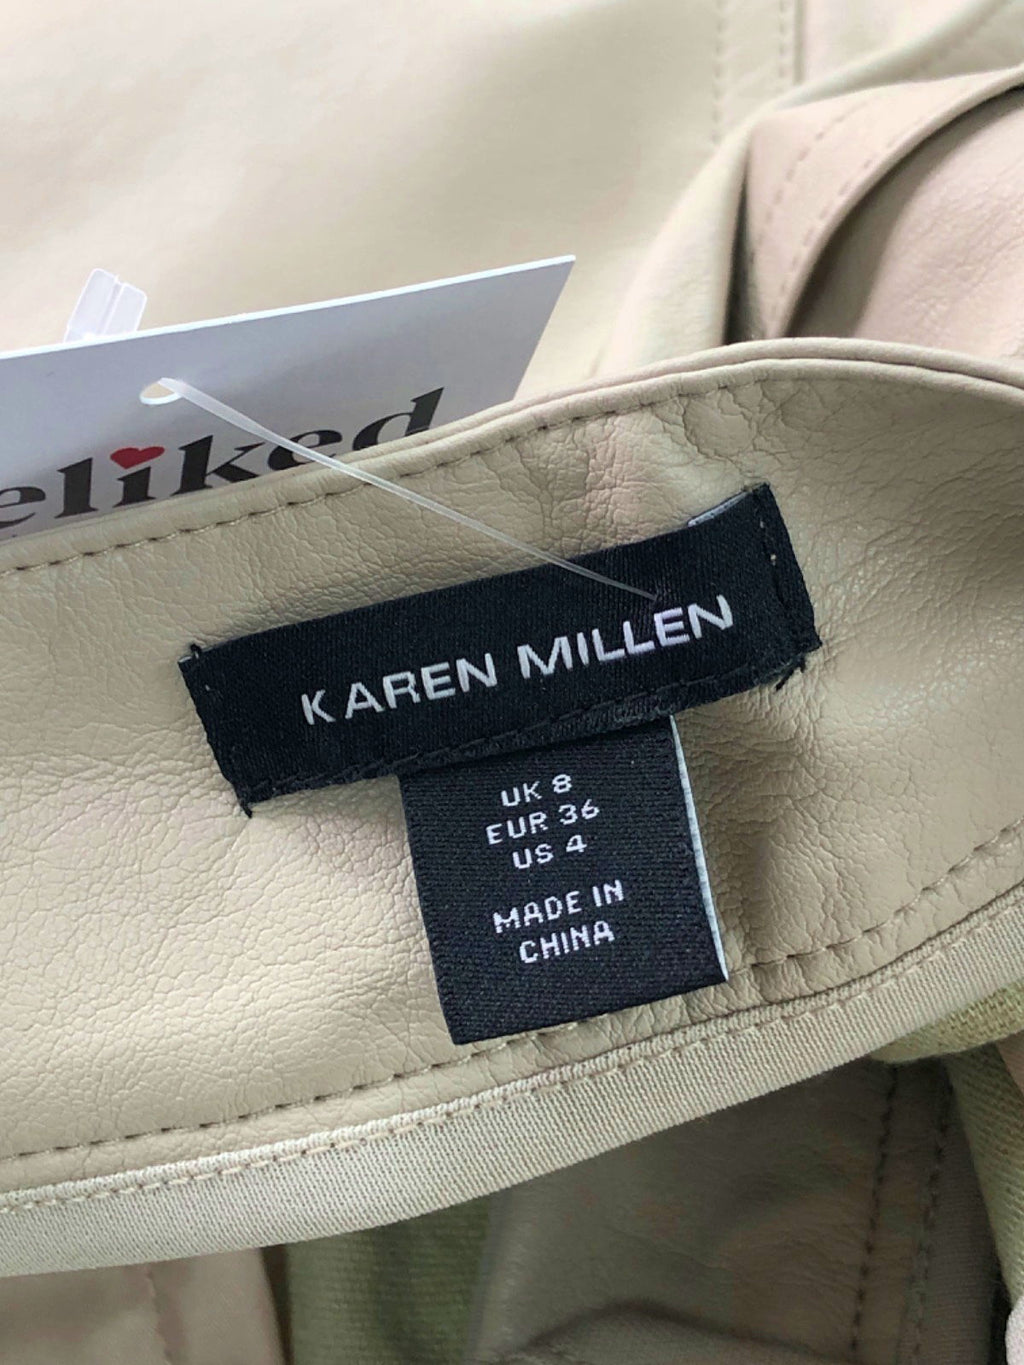 eliked
KAREN MILLEN
UK 8
EUR 36
US 4
MADE IN
CHINA